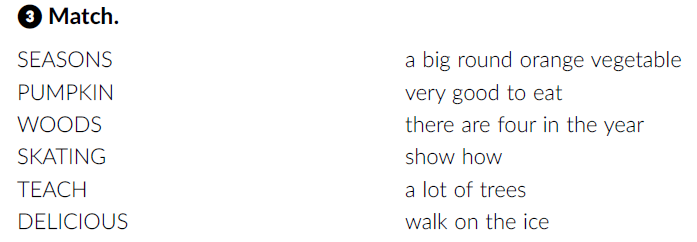 3 Match.
SEASONS a big round orange vegetable
PUMPKIN very good to eat
WOODS there are four in the year
SKATING show how
TEACH a lot of trees
DELICIOUS walk on the ice